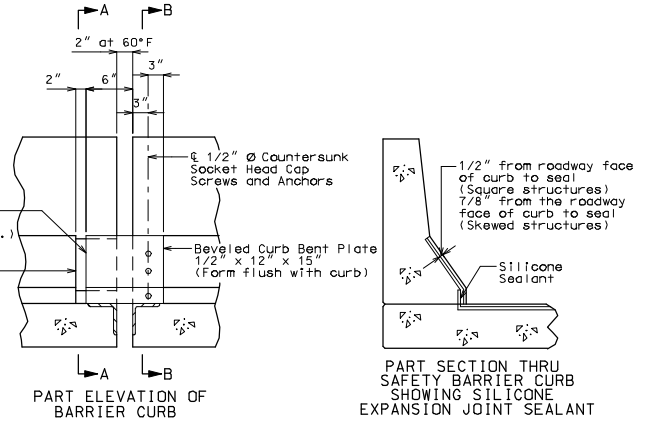 A B
2" at 60°F
3"
2" 6"
3"
℄ 1/2" Ø Countersunk
Socket Head Cap
Screws and Anchors
.)
Beveled Curb Bent Plate
1/2" x 12" x 15"
(Form flush with curb)
A B
PART ELEVATION OF
BARRIER CURB
1/2" from roadway face
of curb to seal
(Square structures)
7/8" from the roadway
face of curb to seal
(Skewed structures)
Silicone
Sealant
PART SECTION THRU
SAFETY BARRIER CURB
SHOWING SILICONE
EXPANSION JOINT SEALANT